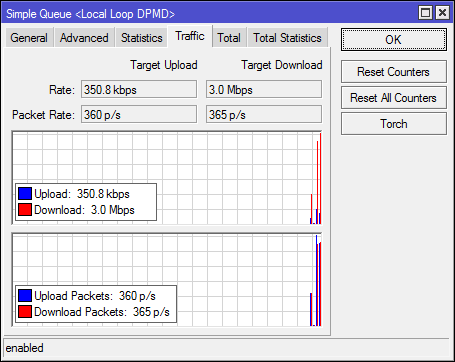 Simple Queue <Local Loop DPMD>
General Advanced Statistics Traffic Total Total Statistics
OK
Target Upload Target Download
Reset Counters
Rate: 350.8 kbps 3.0 Mbps
Reset All Counters
Packet Rate: 360 p/s 365 p/s
Torch
Upload: 350.8 kbps
Download: 3.0 Mbps
Upload Packets: 360 p/s
Download Packets: 365 p/s
enabled